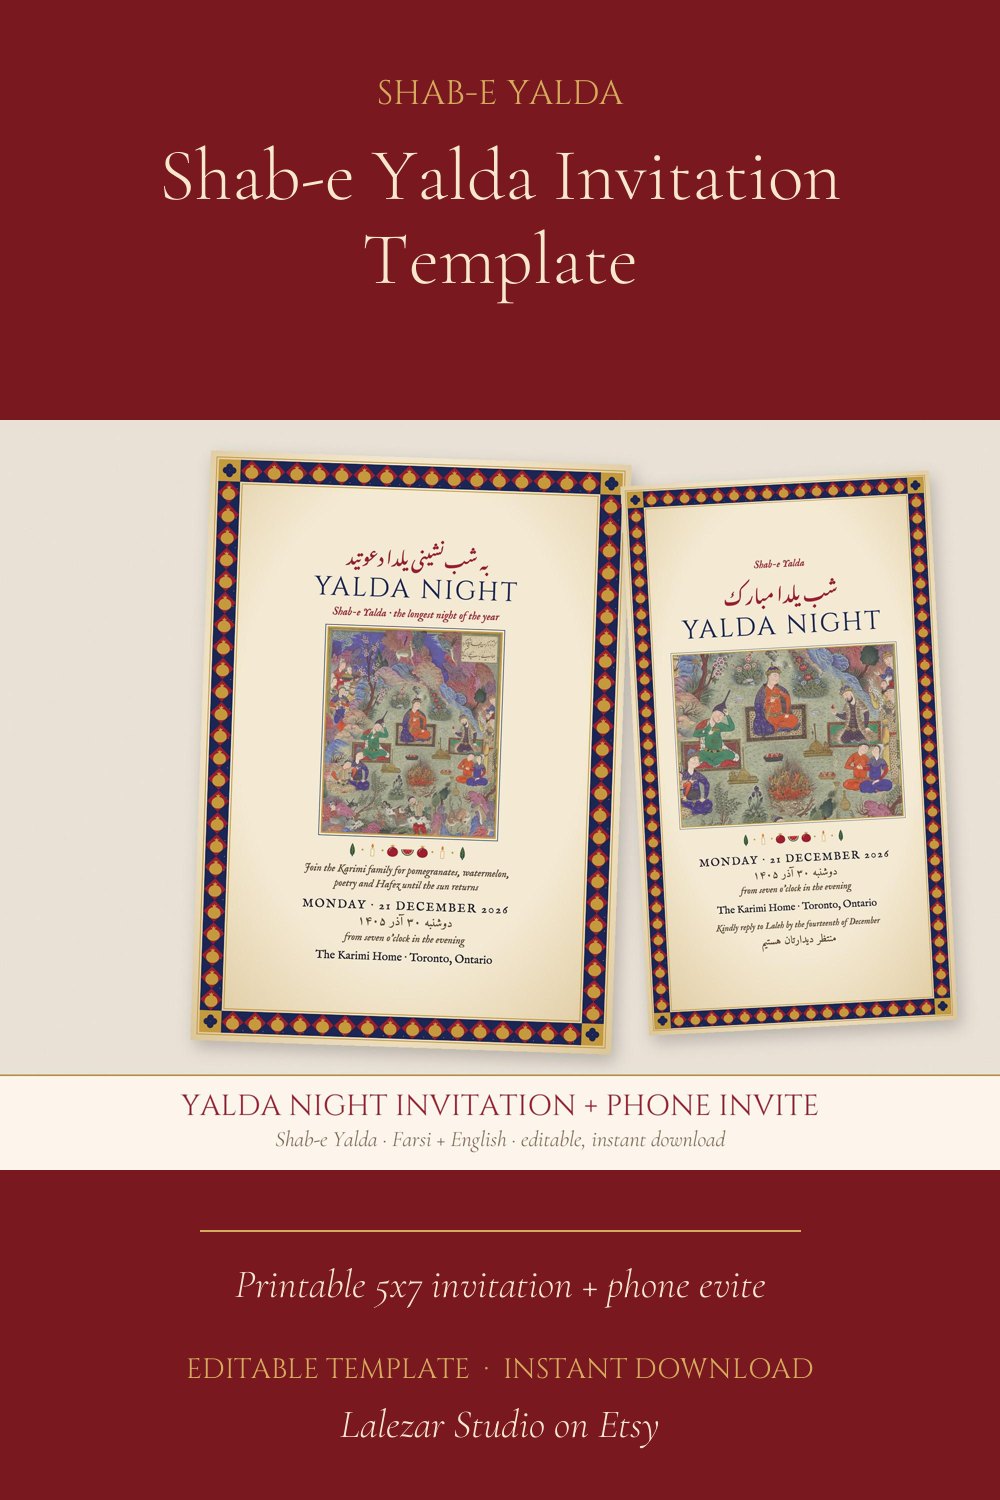 SHAB-E YALDA
Shab-e Yalda Invitation
Template
به شب نشینی یلدا دعوتید
YALDA NIGHT
Shab-e Yalda · the longest night of the year
Join the Karimi family for pomegranates, watermelon,
poetry and Hafez until the sun returns
MONDAY · 21 DECEMBER 2026
دوشنبه ۳۰ آذر ۱۴۰۵
from seven o'clock in the evening
The Karimi Home · Toronto, Ontario
Shab-e Yalda
شب یلدا مبارک
YALDA NIGHT
MONDAY · 21 DECEMBER 2026
دوشنبه ۳۰ آذر ۱۴۰۵
from seven o'clock in the evening
The Karimi Home · Toronto, Ontario
Kindly reply to Laleh by the fourteenth of December
منتظر دیدارتان هستیم
YALDA NIGHT INVITATION + PHONE INVITE
Shab-e Yalda · Farsi + English · editable, instant download
Printable 5x7 invitation + phone evite
EDITABLE TEMPLATE · INSTANT DOWNLOAD
Lalezar Studio on Etsy